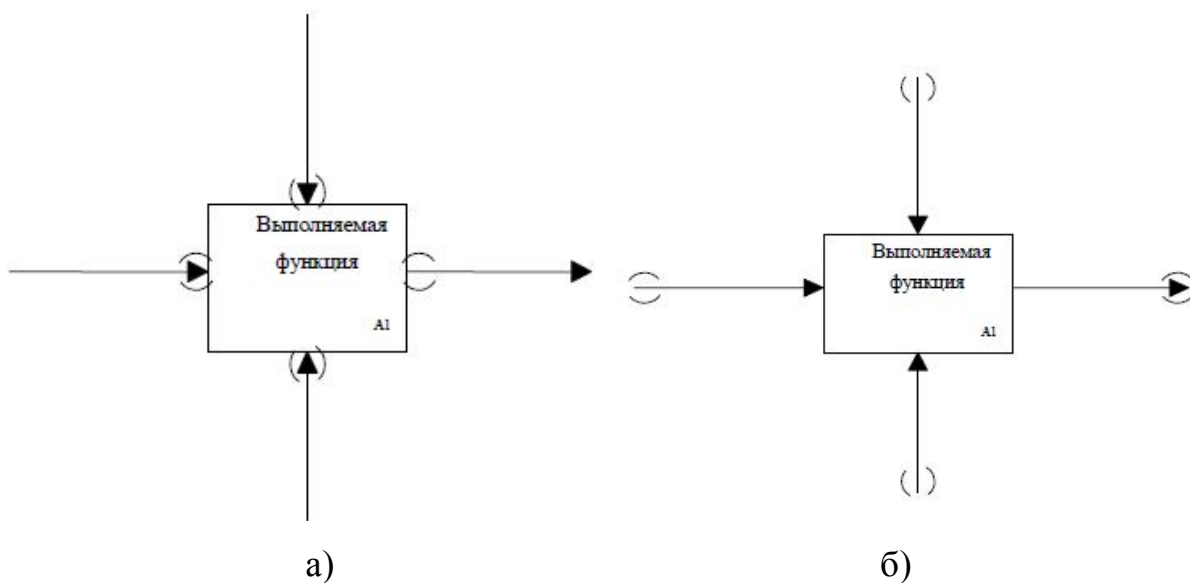 Выполняемая
функция
A1
а)
Выполняемая
функция
A1
б)